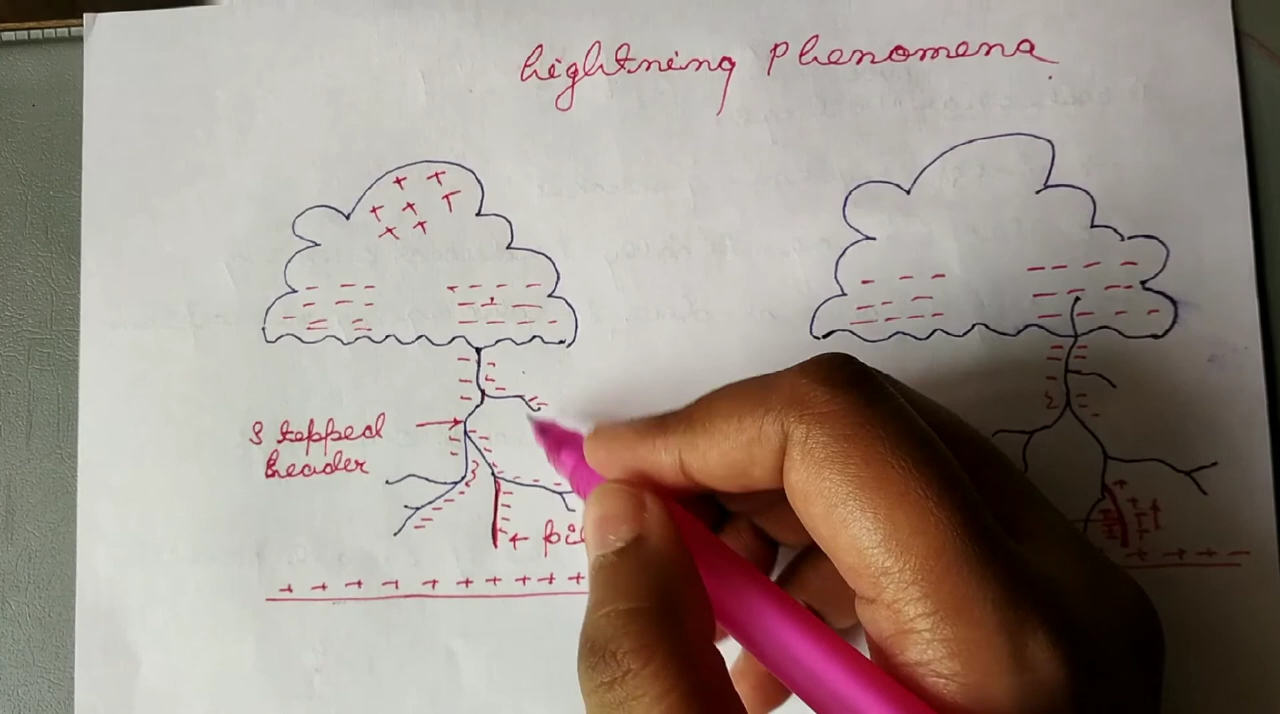 Lightning Phenomena
+ +
+ + +
+ +
Stepped
Leader
+ + + + + + + + +
+ + + + -